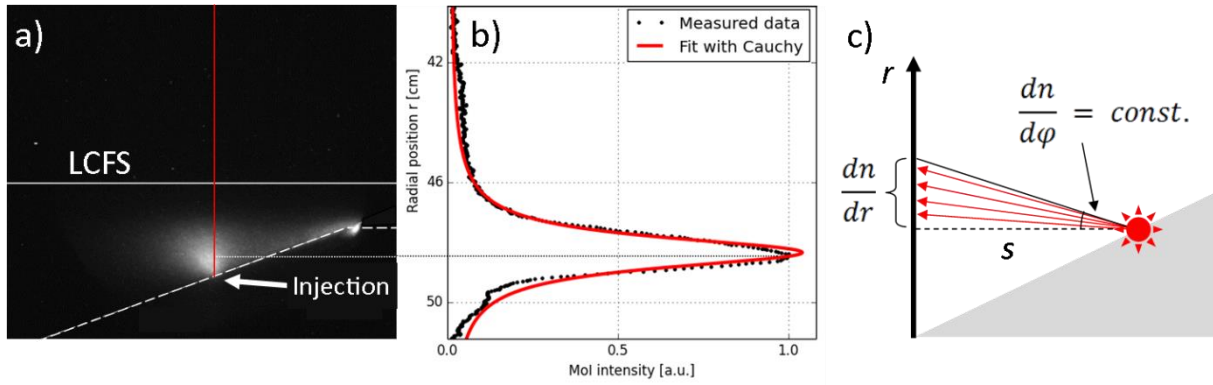 a)
LCFS
Injection
b)
Measured data
Fit with Cauchy
Radial position r [cm]
42
46
50
0.0 0.5 1.0
MoI intensity [a.u.]
c)
r
dn/dφ = const.
dn/dr
s